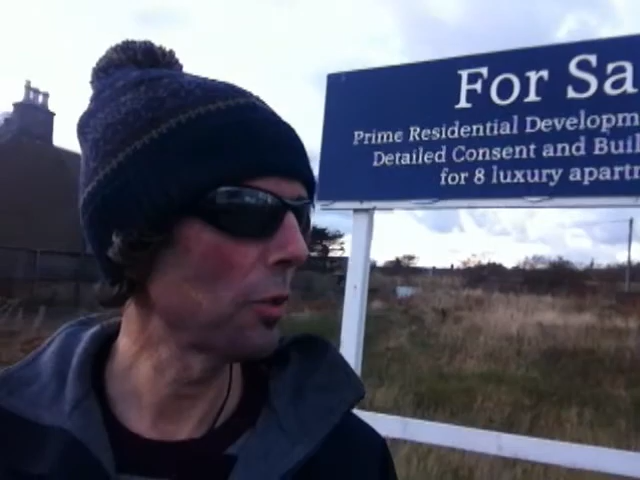 For Sa
Prime Residential Developm
Detailed Consent and Buil
for 8 luxury apartm